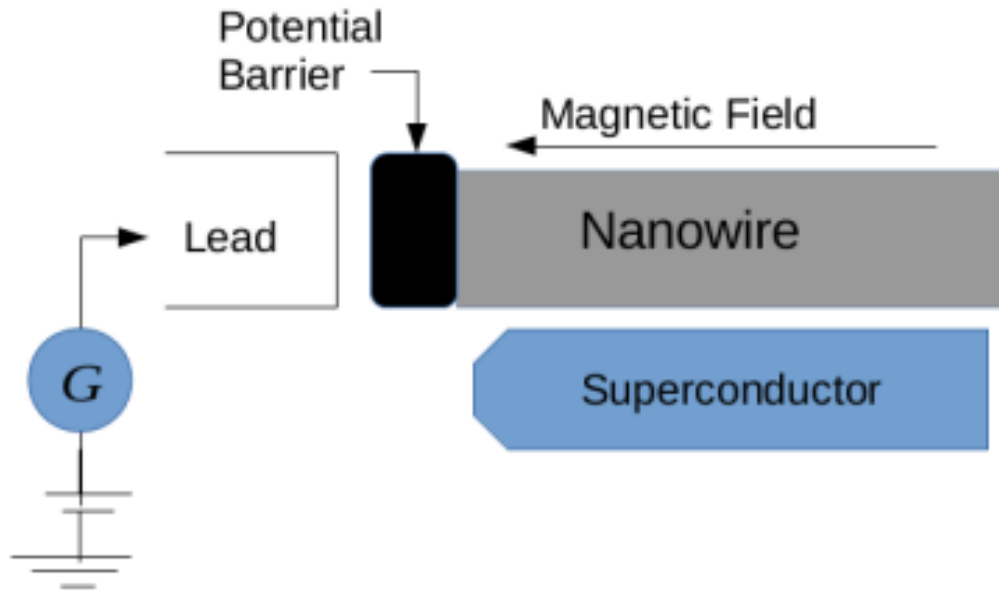 Potential
Barrier
Magnetic Field
Lead
Nanowire
G
Superconductor